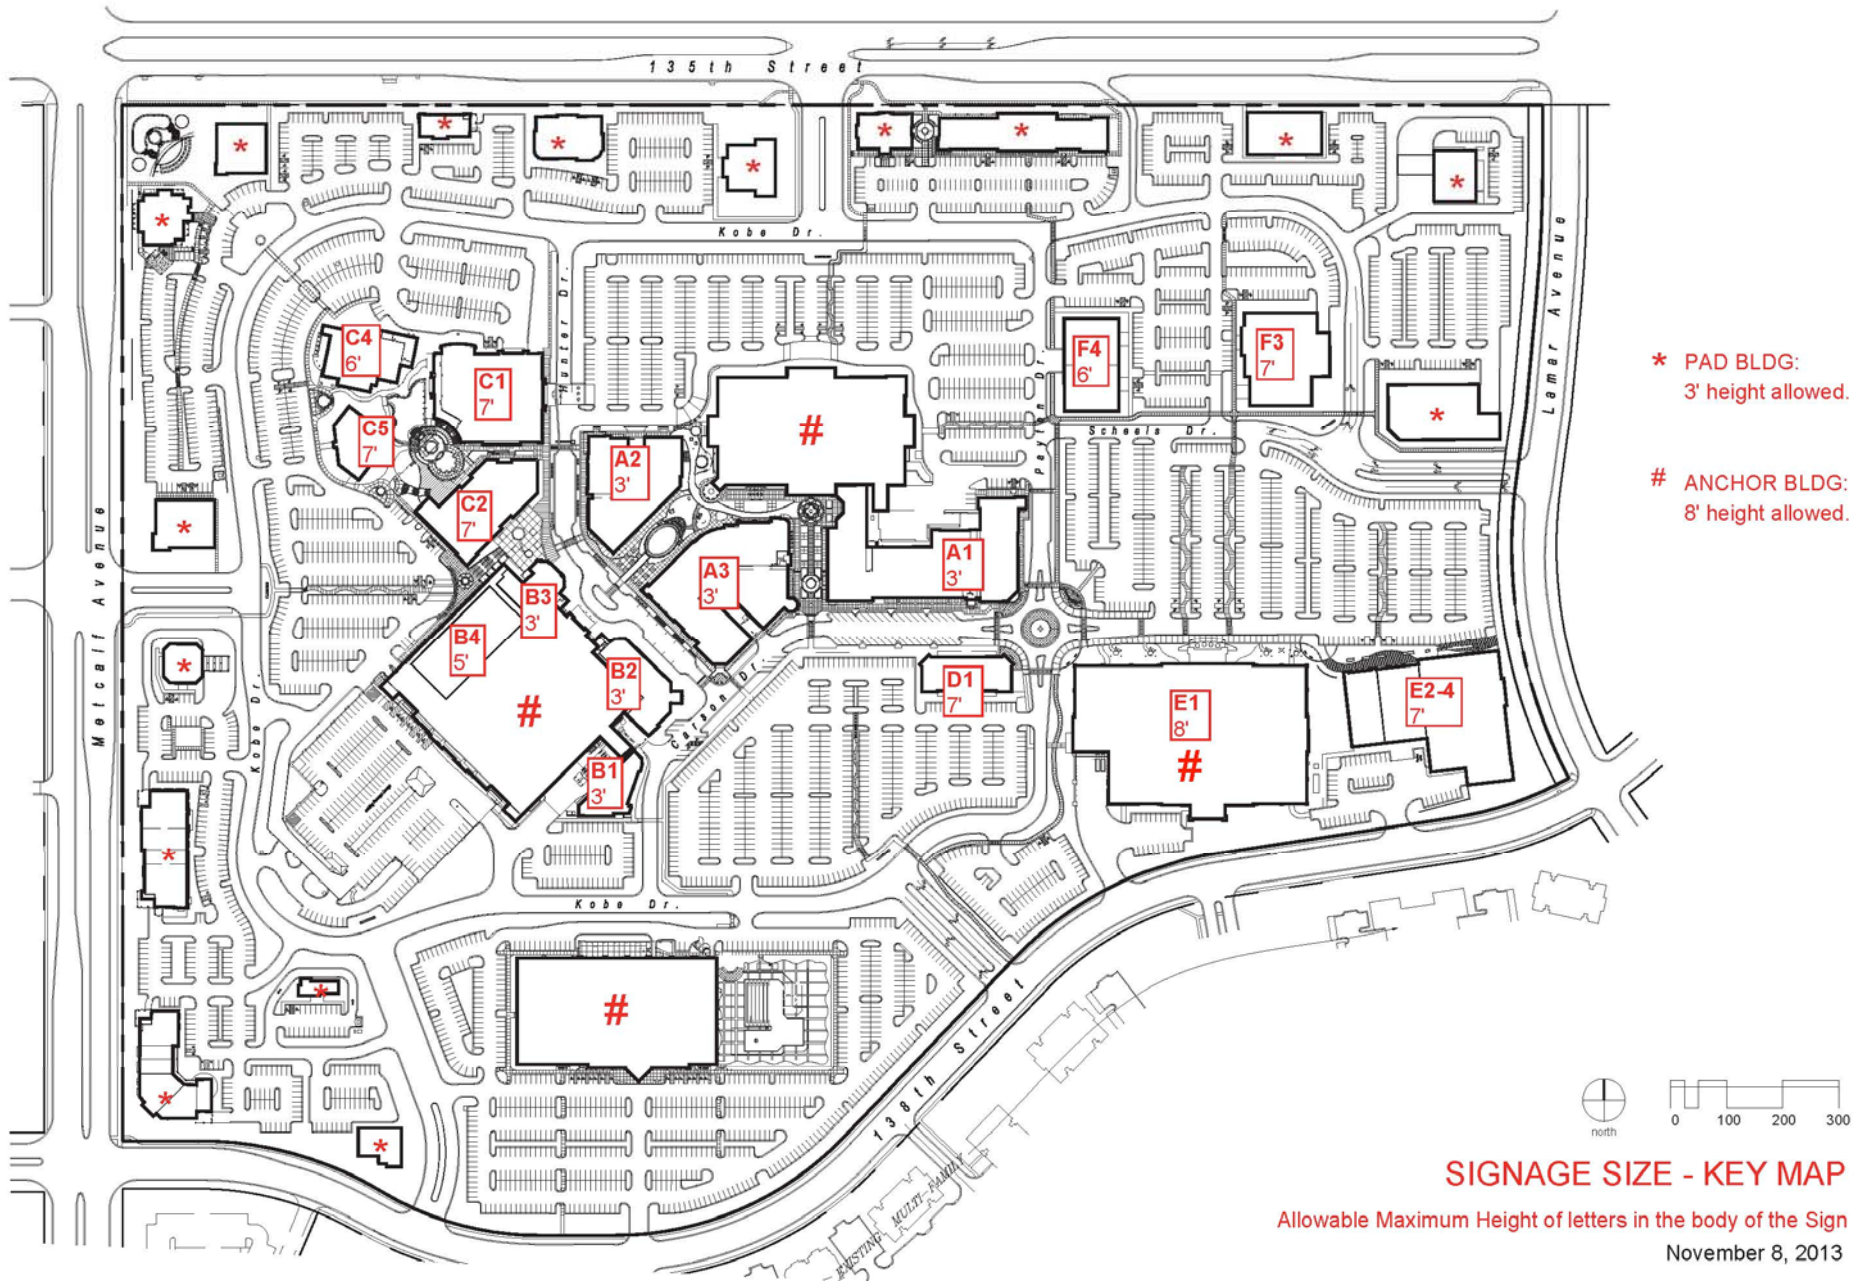 135th Street
*
*
*
*
*
*
*
*
*
Kobe Dr.
Hunter Dr.
Lamar Avenue
C4
6'
C1
7'
F4
6'
F3
7'
* PAD BLDG:
3' height allowed.
C5
7'
#
*
Scheels Dr.
Payton Dr.
A2
3'
# ANCHOR BLDG:
8' height allowed.
C2
7'
*
Metcalf Avenue
A1
3'
A3
3'
B3
3'
B4
5'
B2
3'
*
Kobe Dr.
Carson Dr.
D1
7'
E1
8'
#
E2-4
7'
#
B1
3'
*
Kobe Dr.
*
#
138th Street
*
*
north
0 100 200 300
EXISTING MULTI-FAMILY
SIGNAGE SIZE - KEY MAP
Allowable Maximum Height of letters in the body of the Sign
November 8, 2013